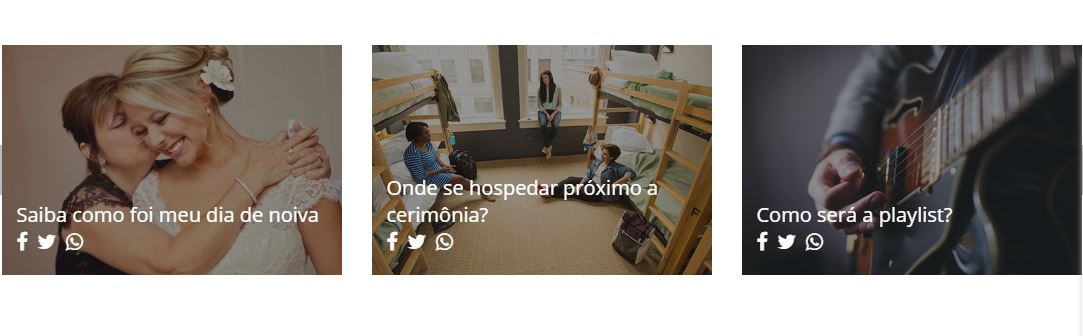 Saiba como foi meu dia de noiva
Onde se hospedar próximo a
cerimônia?
Como será a playlist?